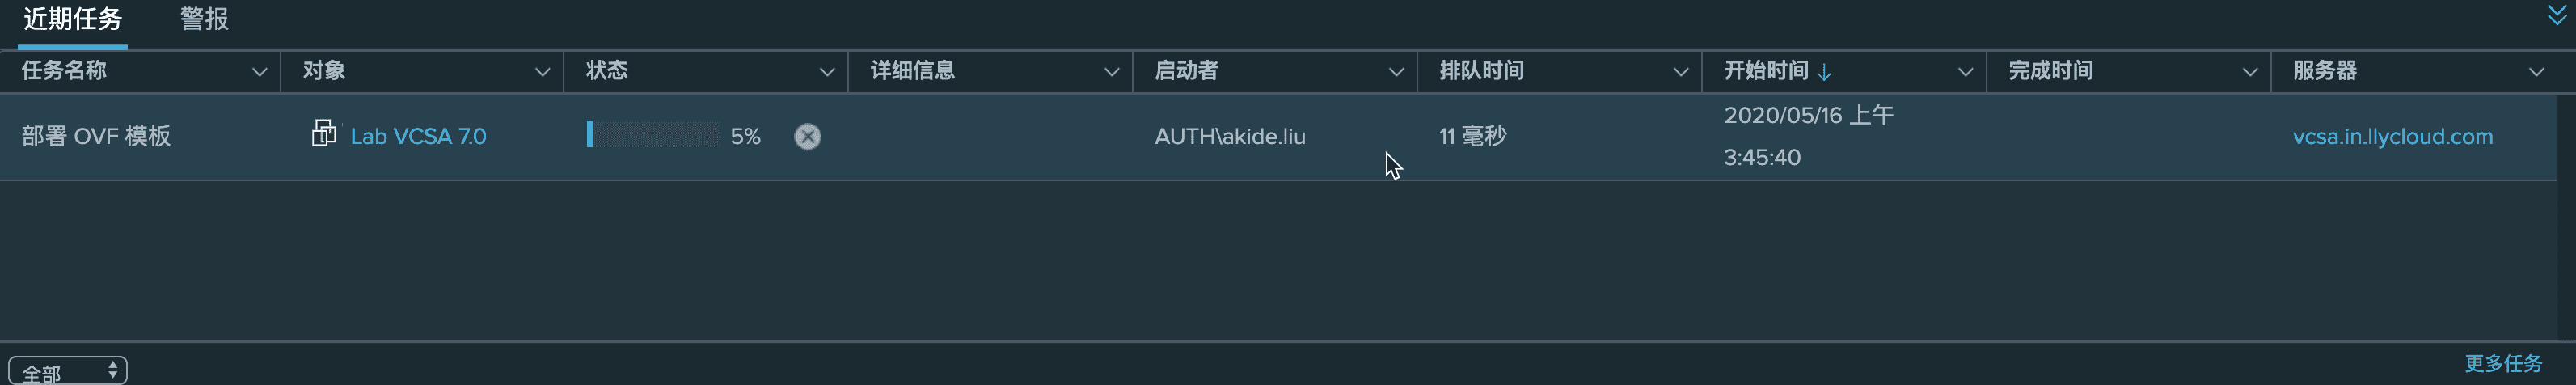 近期任务 警报
任务名称 对象 状态 详细信息 启动者 排队时间 开始时间 完成时间 服务器
部署 OVF 模板 Lab VCSA 7.0 5% AUTH\akide.liu 11 毫秒 2020/05/16 上午 vcsa.in.llycloud.com
3:45:40
全部 更多任务